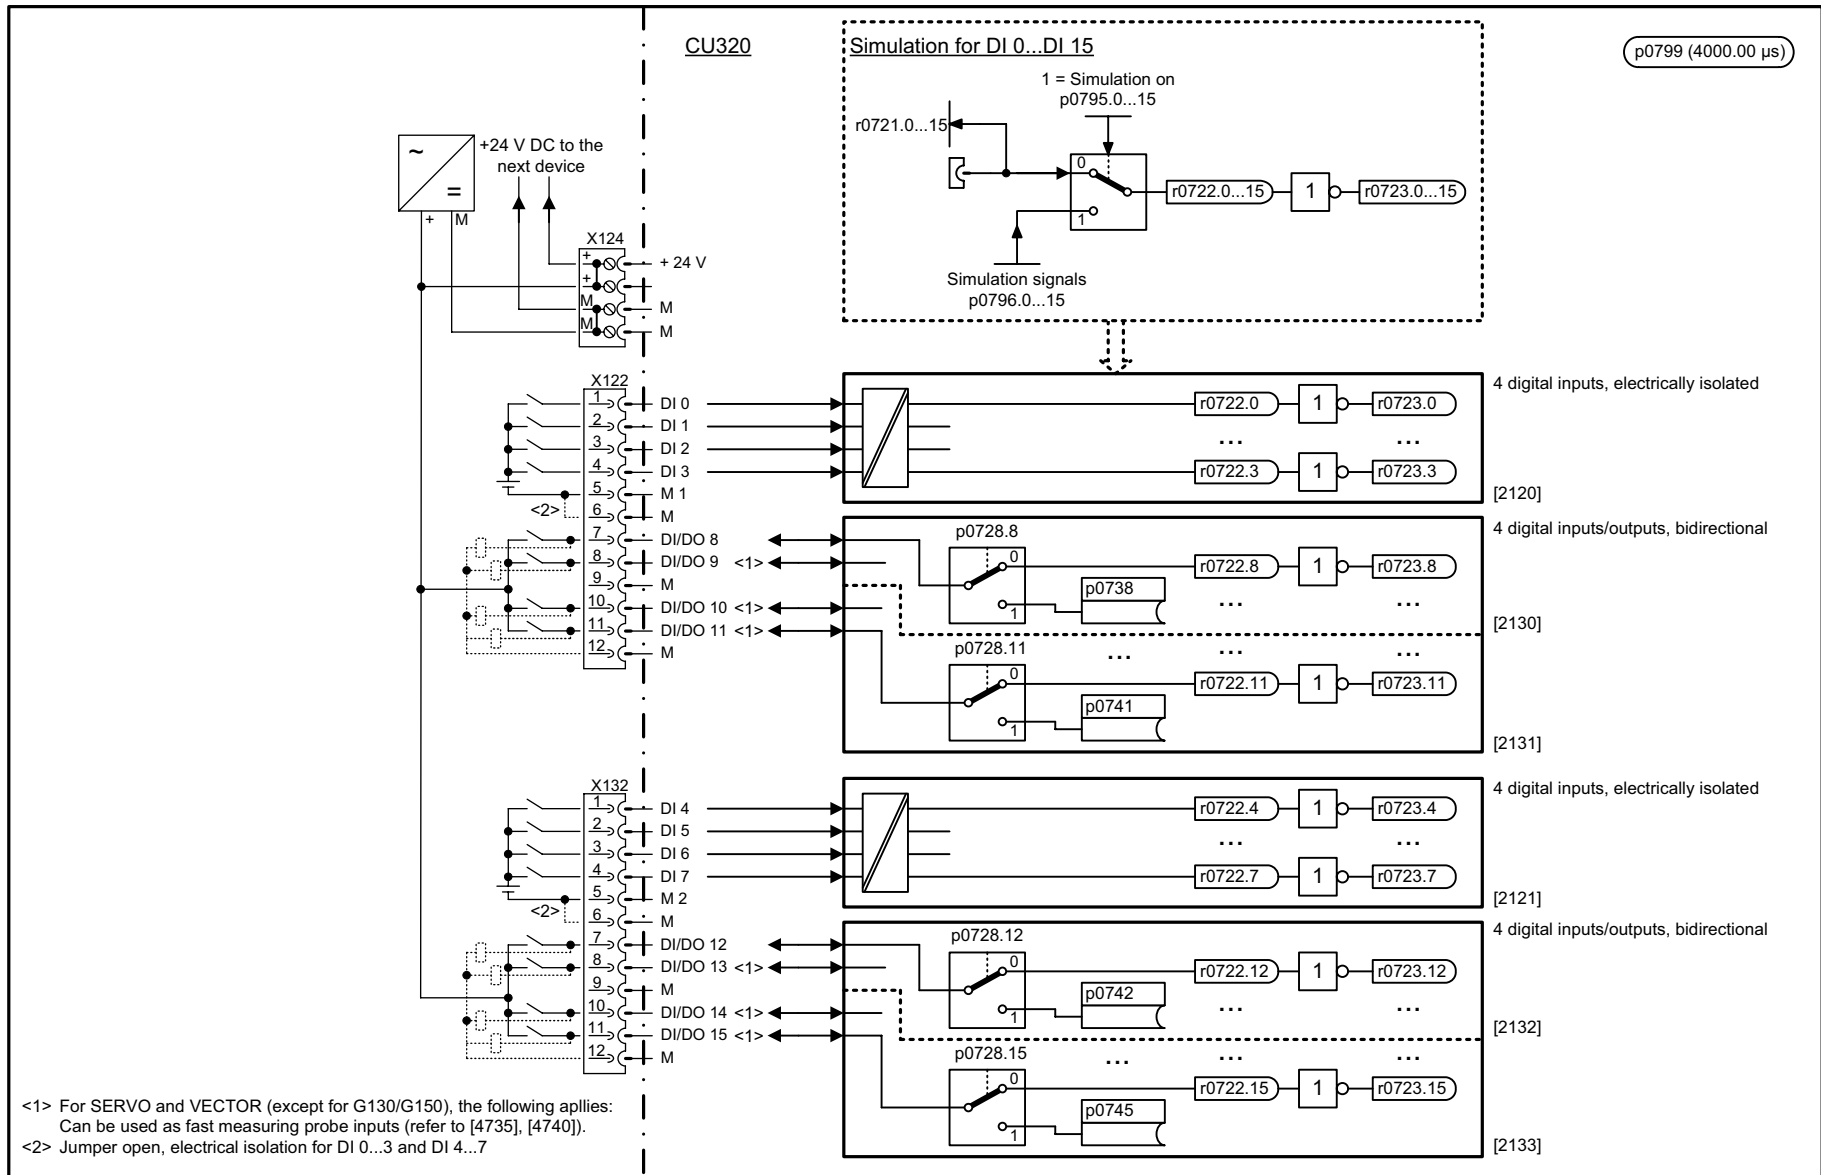 CU320
Simulation for DI 0...DI 15
p0799 (4000.00 µs)
1 = Simulation on
p0795.0...15
r0721.0...15
0
1
r0722.0...15
1
r0723.0...15
Simulation signals
p0796.0...15
~
=
+
M
+24 V DC to the
next device
X124
+
+ 24 V
+
M
M
M
M
X122
1
DI 0
2
DI 1
3
DI 2
4
DI 3
5
M 1
<2>
6
M
7
DI/DO 8
8
DI/DO 9 <1>
9
M
10
DI/DO 10 <1>
11
DI/DO 11 <1>
12
M
r0722.0
1
r0723.0
...
...
r0722.3
1
r0723.3
4 digital inputs, electrically isolated
[2120]
p0728.8
0
1
p0738
r0722.8
1
r0723.8
...
...
4 digital inputs/outputs, bidirectional
[2130]
p0728.11
0
1
p0741
...
...
...
r0722.11
1
r0723.11
[2131]
X132
1
DI 4
2
DI 5
3
DI 6
4
DI 7
5
M 2
<2>
6
M
7
DI/DO 12
8
DI/DO 13 <1>
9
M
10
DI/DO 14 <1>
11
DI/DO 15 <1>
12
M
r0722.4
1
r0723.4
...
...
r0722.7
1
r0723.7
4 digital inputs, electrically isolated
[2121]
p0728.12
0
1
p0742
r0722.12
1
r0723.12
...
...
4 digital inputs/outputs, bidirectional
[2132]
p0728.15
0
1
p0745
...
...
...
r0722.15
1
r0723.15
[2133]
<1> For SERVO and VECTOR (except for G130/G150), the following apllies:
Can be used as fast measuring probe inputs (refer to [4735], [4740]).
<2> Jumper open, electrical isolation for DI 0...3 and DI 4...7